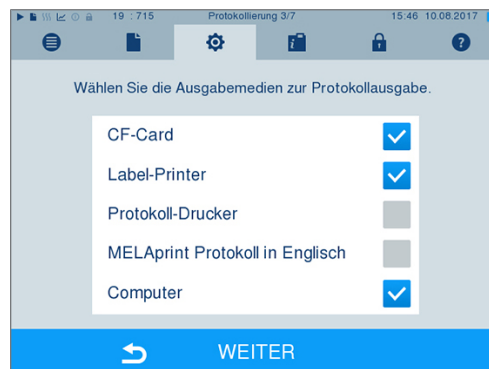 19 : 715 Protokollierung 3/7 15:46 10.08.2017
Wählen Sie die Ausgabemedien zur Protokollausgabe.
CF-Card
Label-Printer
Protokoll-Drucker
MELAprint Protokoll in Englisch
Computer
WEITER